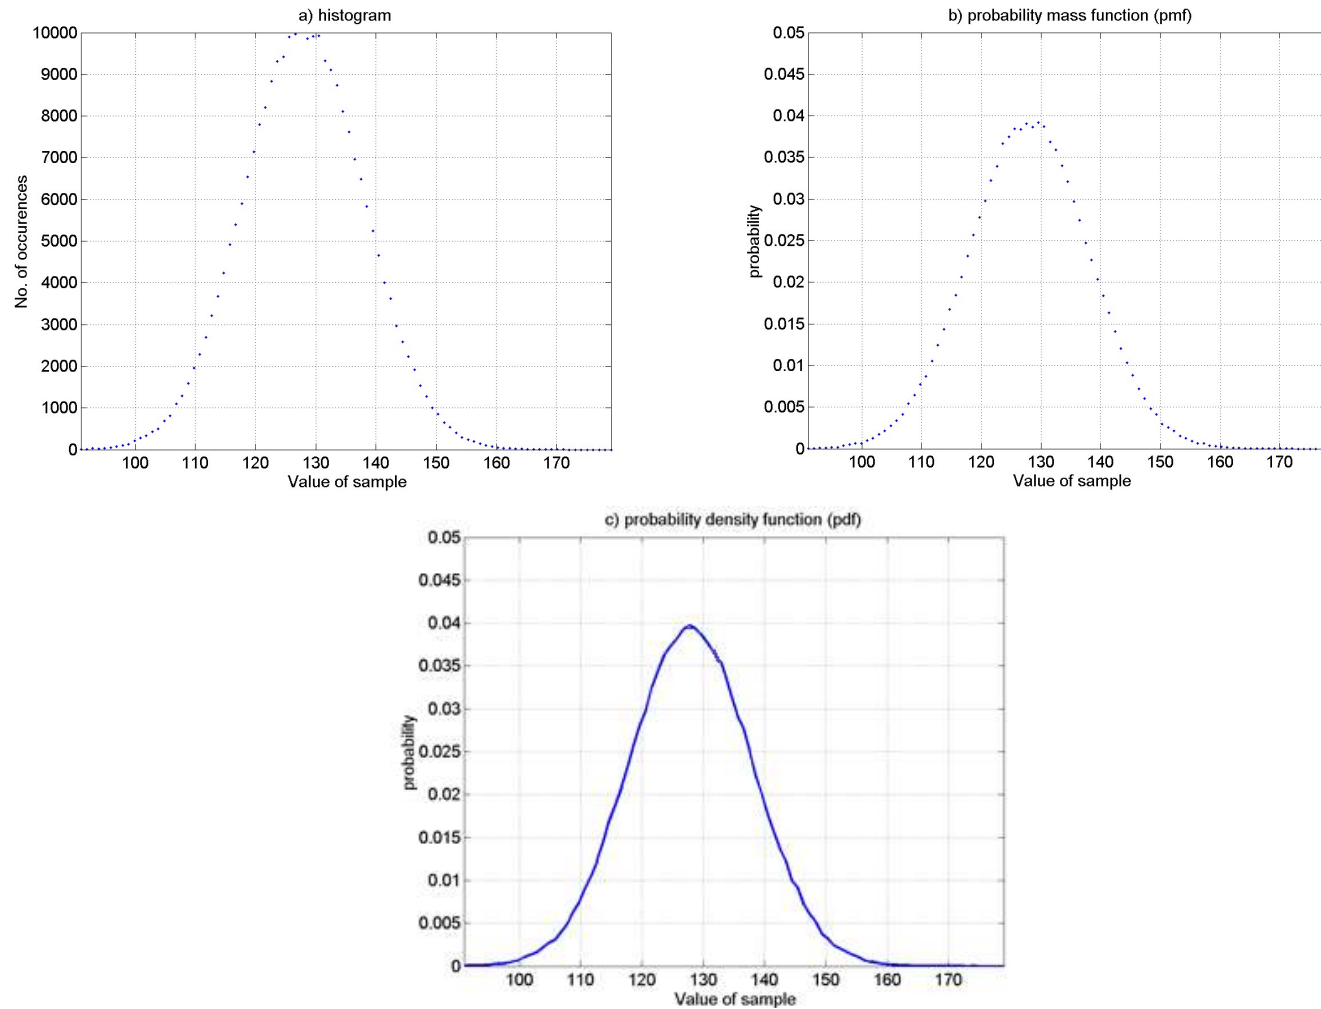 a) histogram
10000
9000
8000
7000
6000
5000
4000
3000
2000
1000
0
No. of occurences
100 110 120 130 140 150 160 170
Value of sample
b) probability mass function (pmf)
0.05
0.045
0.04
0.035
0.03
0.025
0.02
0.015
0.01
0.005
0
probability
100 110 120 130 140 150 160 170
Value of sample
c) probability density function (pdf)
0.05
0.045
0.04
0.035
0.03
0.025
0.02
0.015
0.01
0.005
0
probability
100 110 120 130 140 150 160 170
Value of sample